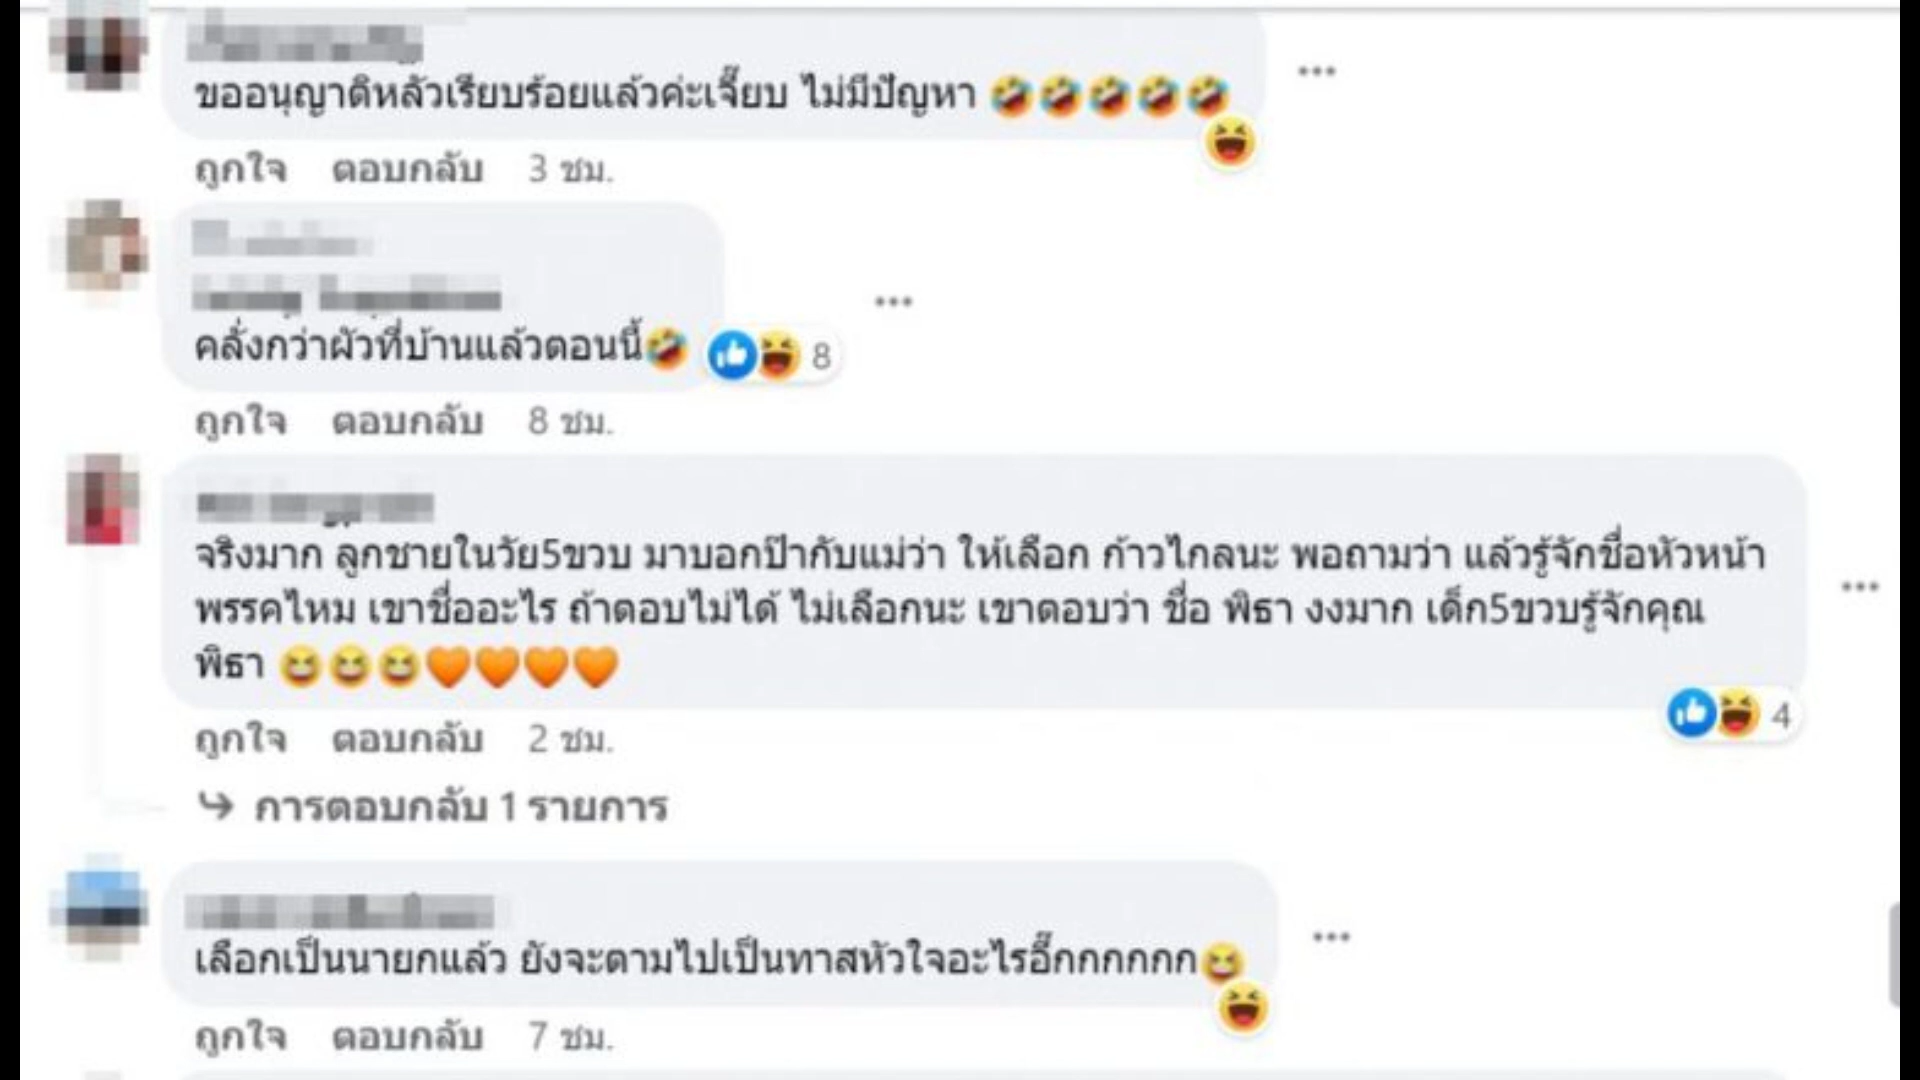 ขออนุญาติหลัวเรียบร้อยแล้วค่ะเจี๊ยบ ไม่มีปัญหา 🤣🤣🤣🤣🤣
ถูกใจ ตอบกลับ 3 ชม.
คลั่งกว่าผัวที่บ้านแล้วตอนนี้🤣 8
ถูกใจ ตอบกลับ 8 ชม.
จริงมาก ลูกชายในวัย5ขวบ มาบอกป๊ากับแม่ว่า ให้เลือก ก้าวไกลนะ พอถามว่า แล้วรู้จักชื่อหัวหน้า
พรรคไหม เขาชื่ออะไร ถ้าตอบไม่ได้ ไม่เลือกนะ เขาตอบว่า ชื่อ พิธา งงมาก เด็ก5ขวบรู้จักคุณ
พิธา 😆😆😆🧡🧡🧡🧡
4
ถูกใจ ตอบกลับ 2 ชม.
การตอบกลับ 1 รายการ
เลือกเป็นนายกแล้ว ยังจะตามไปเป็นทาสหัวใจอะไรอี๊กกกกกกก😆
ถูกใจ ตอบกลับ 7 ชม.